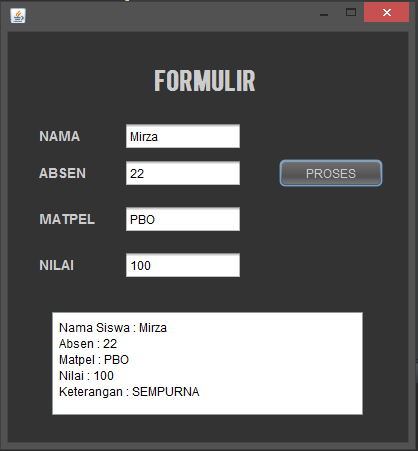 FORMULIR
NAMA Mirza
ABSEN 22 PROSES
MATPEL PBO
NILAI 100
Nama Siswa : Mirza
Absen : 22
Matpel : PBO
Nilai : 100
Keterangan : SEMPURNA